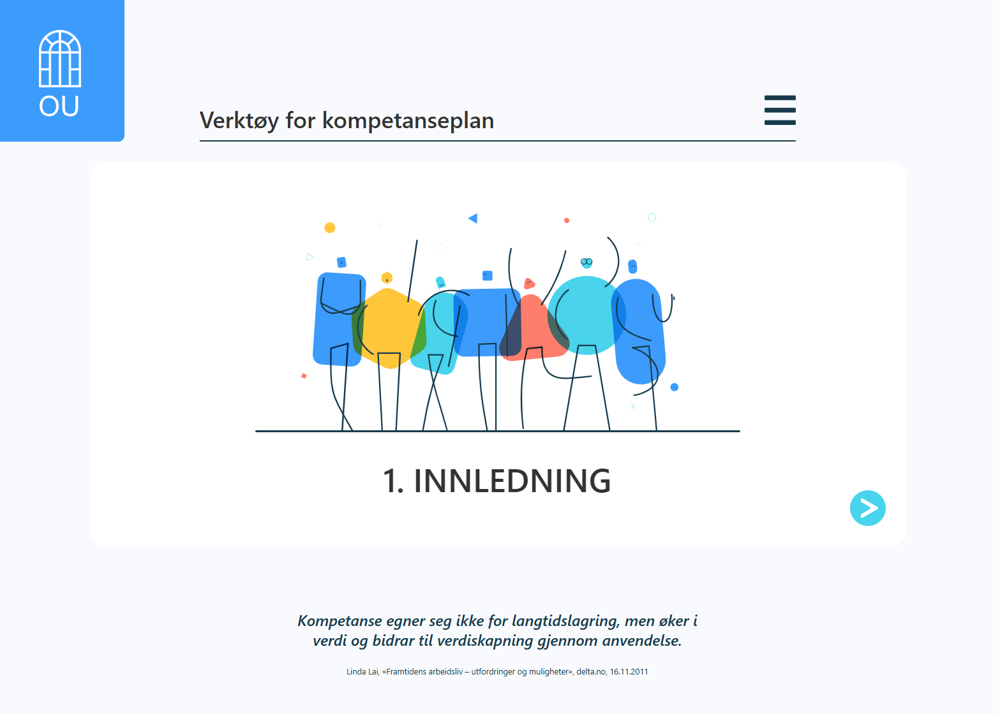 OU
Verktøy for kompetanseplan
1. INNLEDNING
Kompetanse egner seg ikke for langtidslagring, men øker i
verdi og bidrar til verdiskapning gjennom anvendelse.
Linda Lai, «Framtidens arbeidsliv – utfordringer og muligheter», delta.no, 16.11.2011